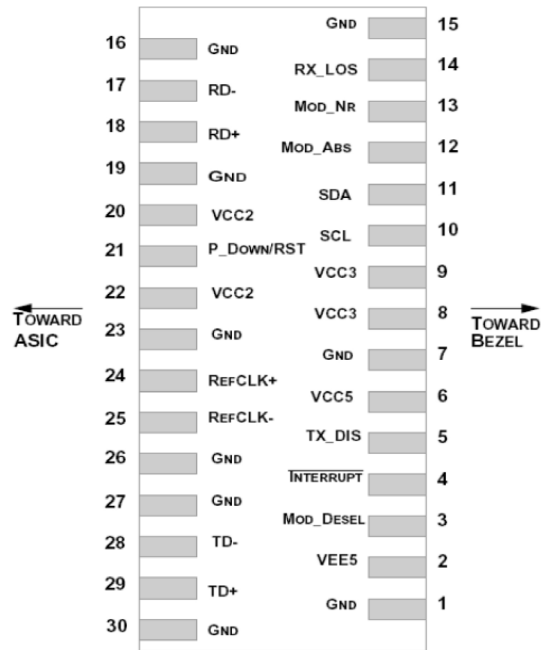 GND 15
16 GND
RX_LOS 14
17 RD-
MOD_NR 13
18 RD+
MOD_ABS 12
19 GND
SDA 11
20 VCC2
SCL 10
21 P_DOWN/RST
VCC3 9
22 VCC2
VCC3 8
TOWARD
ASIC
TOWARD
BEZEL
23 GND
GND 7
24 REFCLK+
VCC5 6
25 REFCLK-
TX_DIS 5
26 GND
INTERRUPT 4
27 GND
MOD_DESEL 3
28 TD-
VEE5 2
29 TD+
GND 1
30 GND